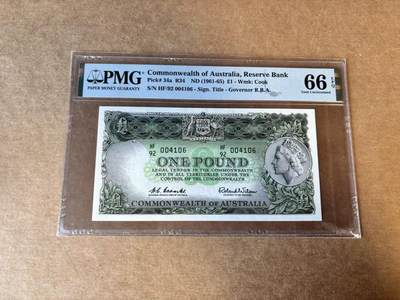 PMG
PAPER MONEY GUARANTY
Commonwealth of Australia, Reserve Bank
Pick# 34a R34 ND (1961-65) £1 - Wmk: Cook
S/N HF/92 004106 - Sign. Title - Governor R.B.A.
66 EPQ
Gem Uncirculated
HF
92 004106
HF
92 004106
ONE POUND
LEGAL TENDER IN THE COMMONWEALTH
AND IN ALL TERRITORIES UNDER
THE CONTROL OF THE COMMONWEALTH
COMMONWEALTH OF AUSTRALIA